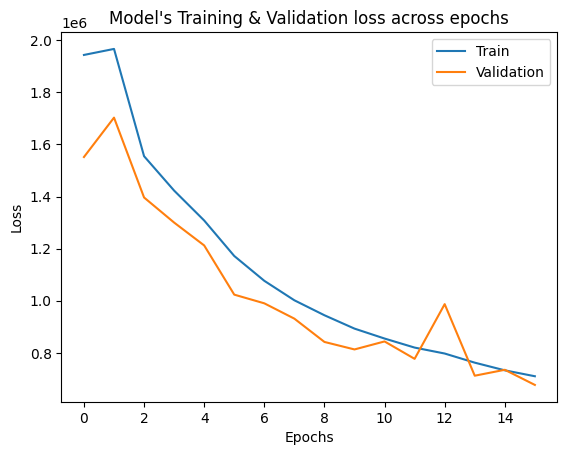 Model's Training & Validation loss across epochs
1e6
2.0
1.8
1.6
1.4
1.2
1.0
0.8
Loss
Train
Validation
0 2 4 6 8 10 12 14
Epochs